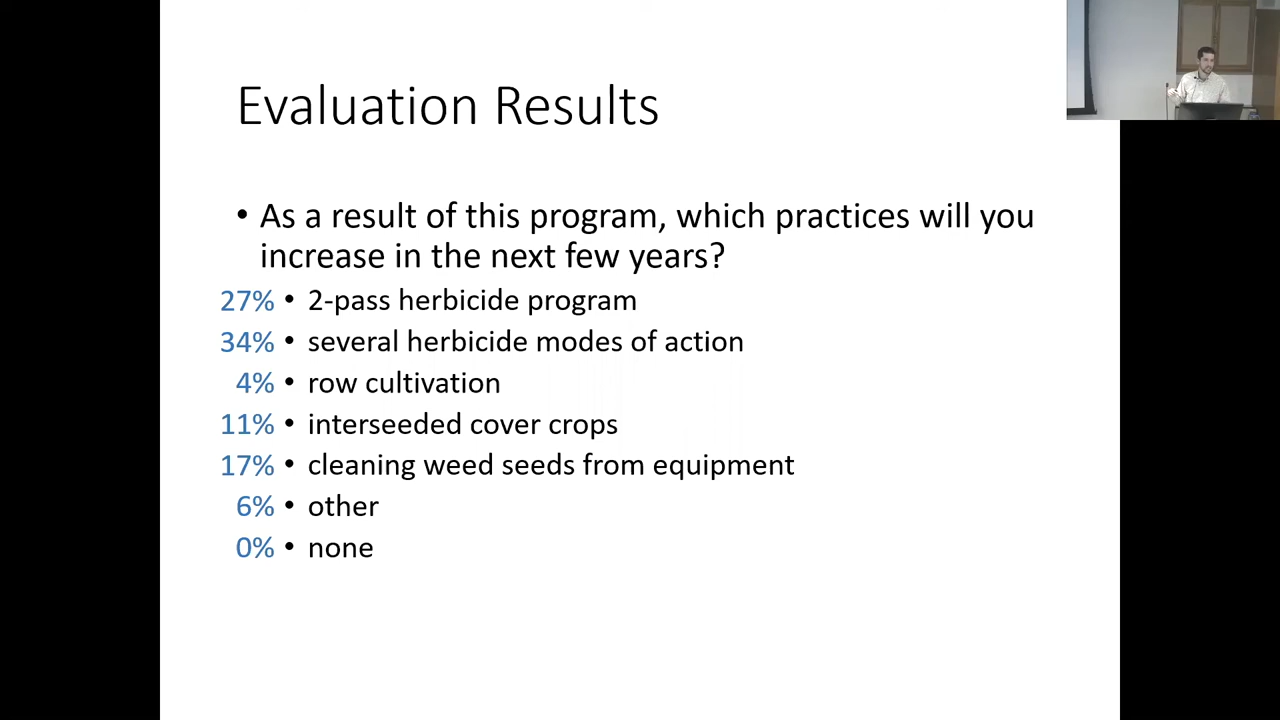 Evaluation Results
• As a result of this program, which practices will you
increase in the next few years?
27% • 2-pass herbicide program
34% • several herbicide modes of action
4% • row cultivation
11% • interseeded cover crops
17% • cleaning weed seeds from equipment
6% • other
0% • none